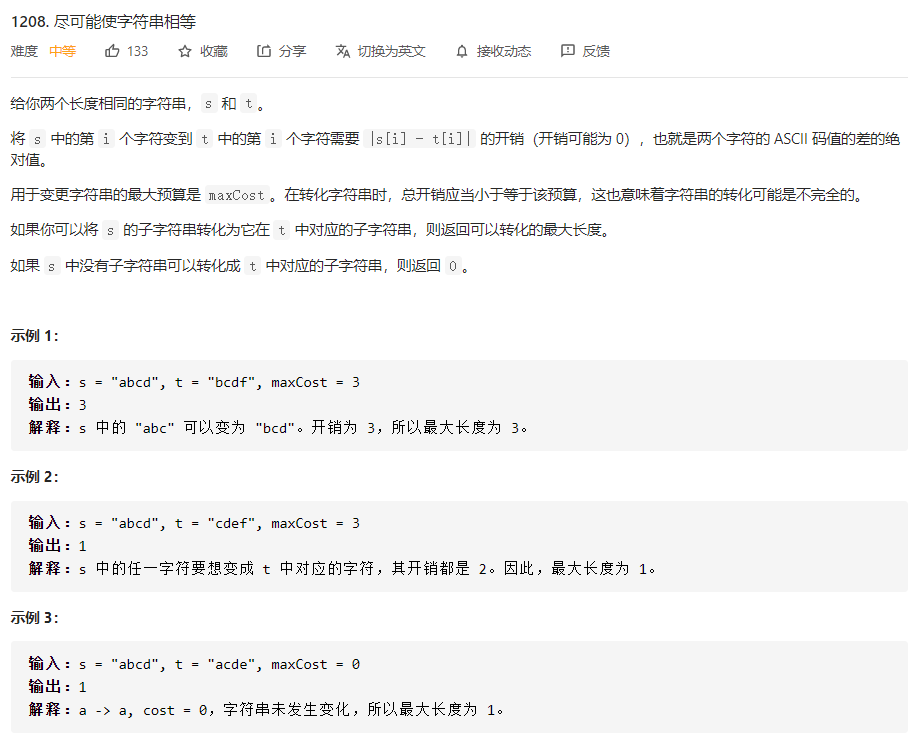 1208. 尽可能使字符串相等
难度 中等 133 收藏 分享 切换为英文 接收动态 反馈
给你两个长度相同的字符串，s 和 t。
将 s 中的第 i 个字符变到 t 中的第 i 个字符需要 |s[i] - t[i]| 的开销（开销可能为 0），也就是两个字符的 ASCII 码值的差的绝
对值。
用于变更字符串的最大预算是 maxCost。在转化字符串时，总开销应当小于等于该预算，这也意味着字符串的转化可能是不完全的。
如果你可以将 s 的子字符串转化为它在 t 中对应的子字符串，则返回可以转化的最大长度。
如果 s 中没有子字符串可以转化成 t 中对应的子字符串，则返回 0。
示例 1：
输入：s = "abcd", t = "bcdf", maxCost = 3
输出：3
解释：s 中的 "abc" 可以变为 "bcd"。开销为 3，所以最大长度为 3。
示例 2：
输入：s = "abcd", t = "cdef", maxCost = 3
输出：1
解释：s 中的任一字符要想变成 t 中对应的字符，其开销都是 2。因此，最大长度为 1。
示例 3：
输入：s = "abcd", t = "acde", maxCost = 0
输出：1
解释：a -> a, cost = 0，字符串未发生变化，所以最大长度为 1。